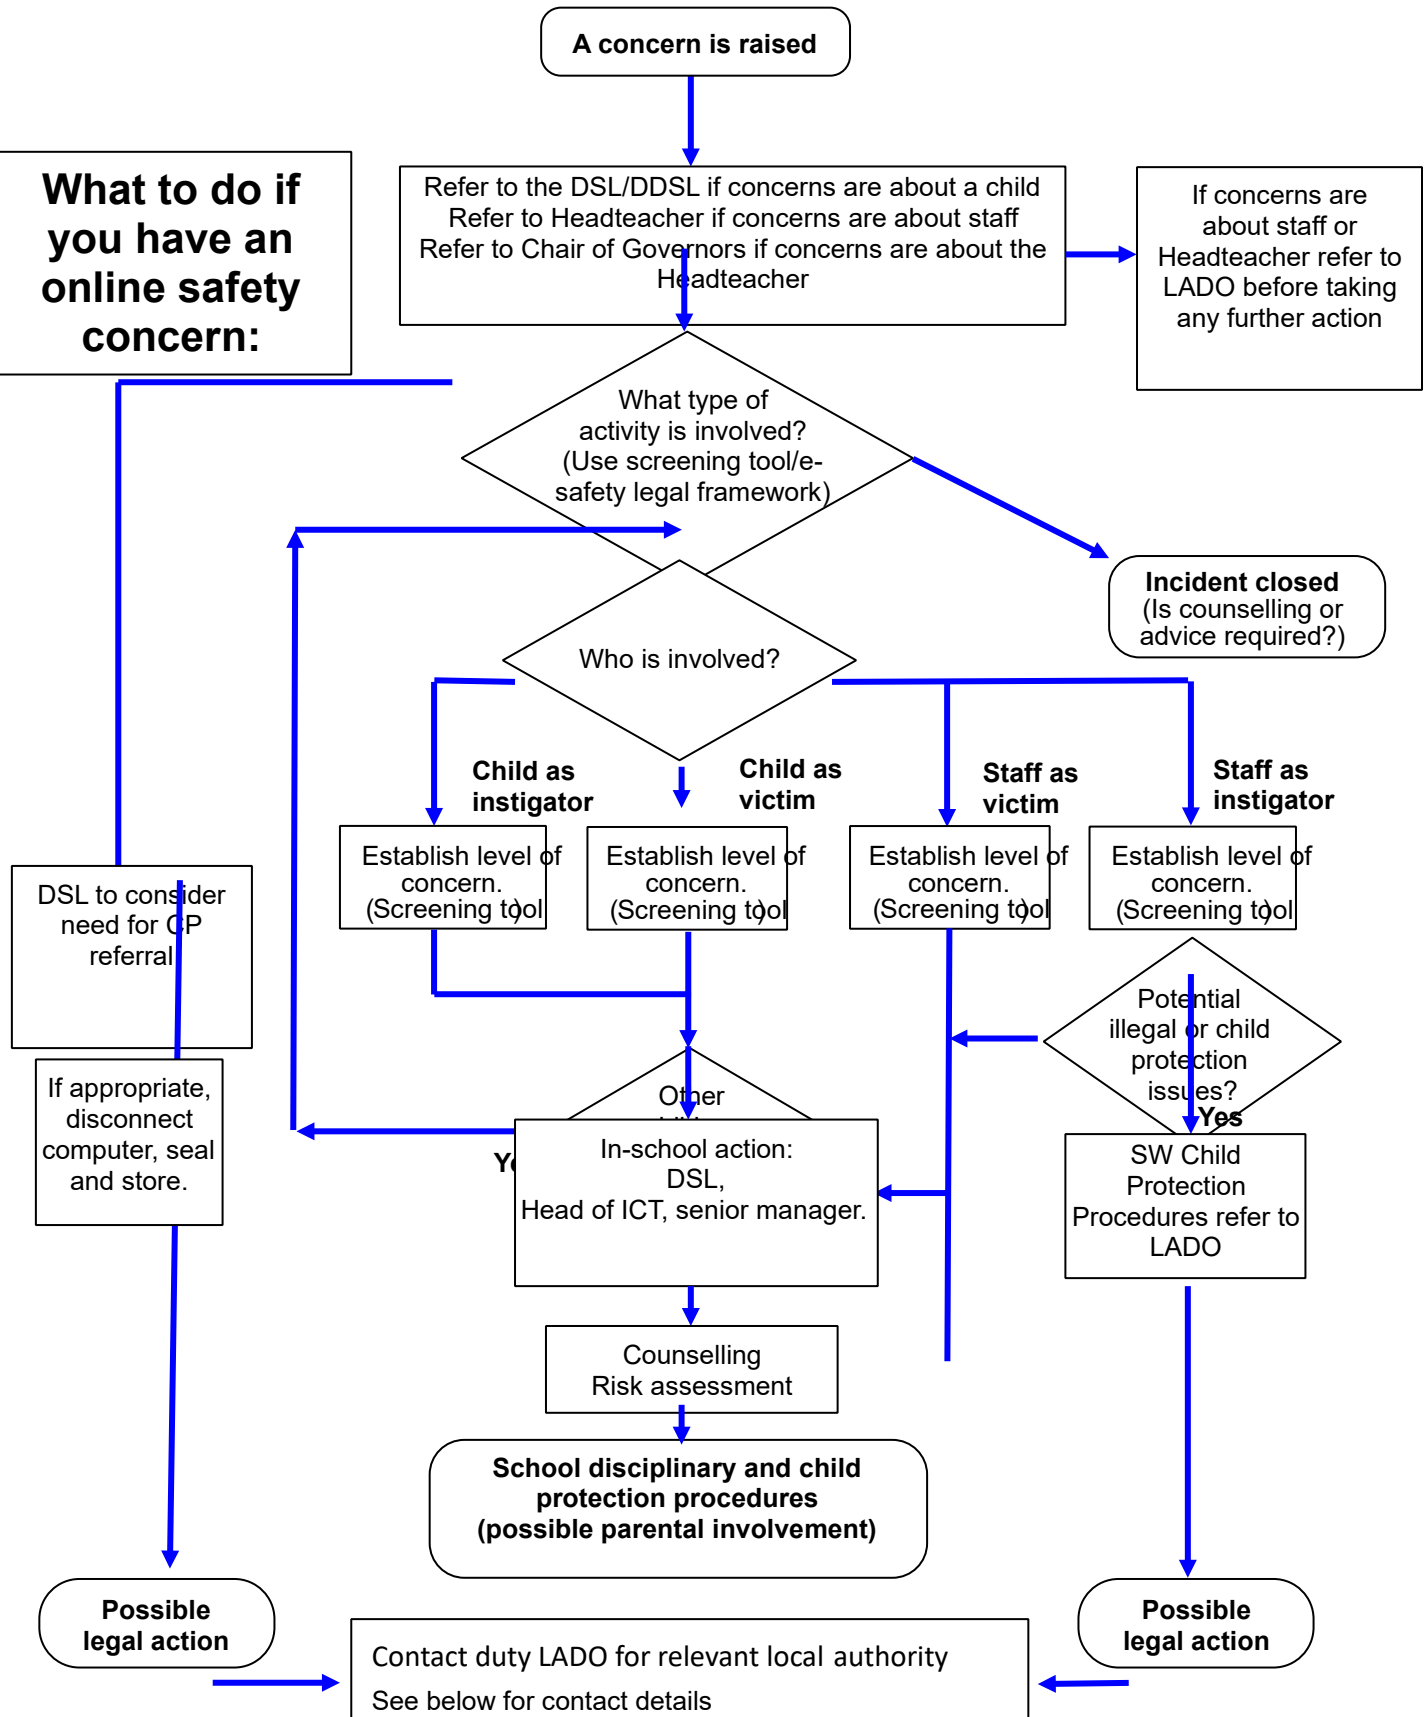 A concern is raised
What to do if
you have an
online safety
concern:
Refer to the DSL/DDSL if concerns are about a child
Refer to Headteacher if concerns are about staff
Refer to Chair of Governors if concerns are about the
Headteacher
If concerns are
about staff or
Headteacher refer to
LADO before taking
any further action
What type of
activity is involved?
(Use screening tool/e-
safety legal framework)
Incident closed
(Is counselling or
advice required?)
Who is involved?
Child as
instigator
Child as
victim
Staff as
victim
Staff as
instigator
Establish level of
concern.
(Screening tool)
Establish level of
concern.
(Screening tool)
Establish level of
concern.
(Screening tool)
Establish level of
concern.
(Screening tool)
DSL to consider
need for CP
referral
Potential
illegal or child
protection
issues?
Yes
If appropriate,
disconnect
computer, seal
and store.
Other
In-school action:
DSL,
Head of ICT, senior manager.
SW Child
Protection
Procedures refer to
LADO
Counselling
Risk assessment
School disciplinary and child
protection procedures
(possible parental involvement)
Possible
legal action
Possible
legal action
Contact duty LADO for relevant local authority
See below for contact details